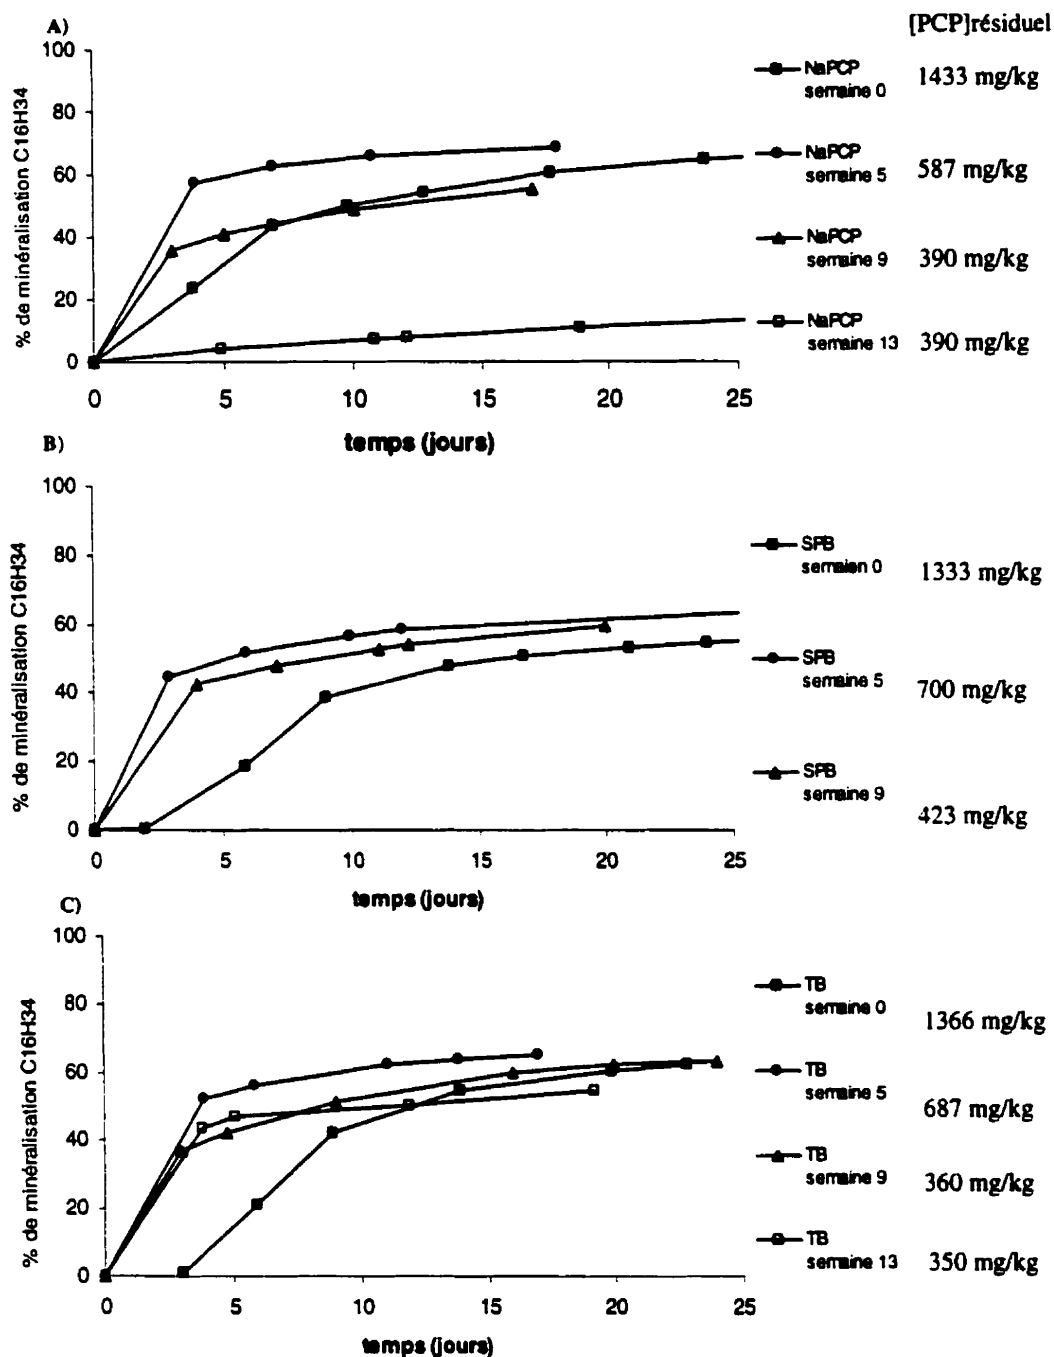 [PCP]résiduel
A)
% de minéralisation C16H34
100
80
60
40
20
0
0 5 10 15 20 25
temps (jours)
NaPCP
semaine 0
1433 mg/kg
NaPCP
semaine 5
587 mg/kg
NaPCP
semaine 9
390 mg/kg
NaPCP
semaine 13
390 mg/kg
B)
% de minéralisation C16H34
100
80
60
40
20
0
0 5 10 15 20 25
temps (jours)
SPB
semaien 0
1333 mg/kg
SPB
semaine 5
700 mg/kg
SPB
semaine 9
423 mg/kg
C)
% de minéralisation C16H34
100
80
60
40
20
0
0 5 10 15 20 25
temps (jours)
TB
semaine 0
1366 mg/kg
TB
semaine 5
687 mg/kg
TB
semaine 9
360 mg/kg
TB
semaine 13
350 mg/kg